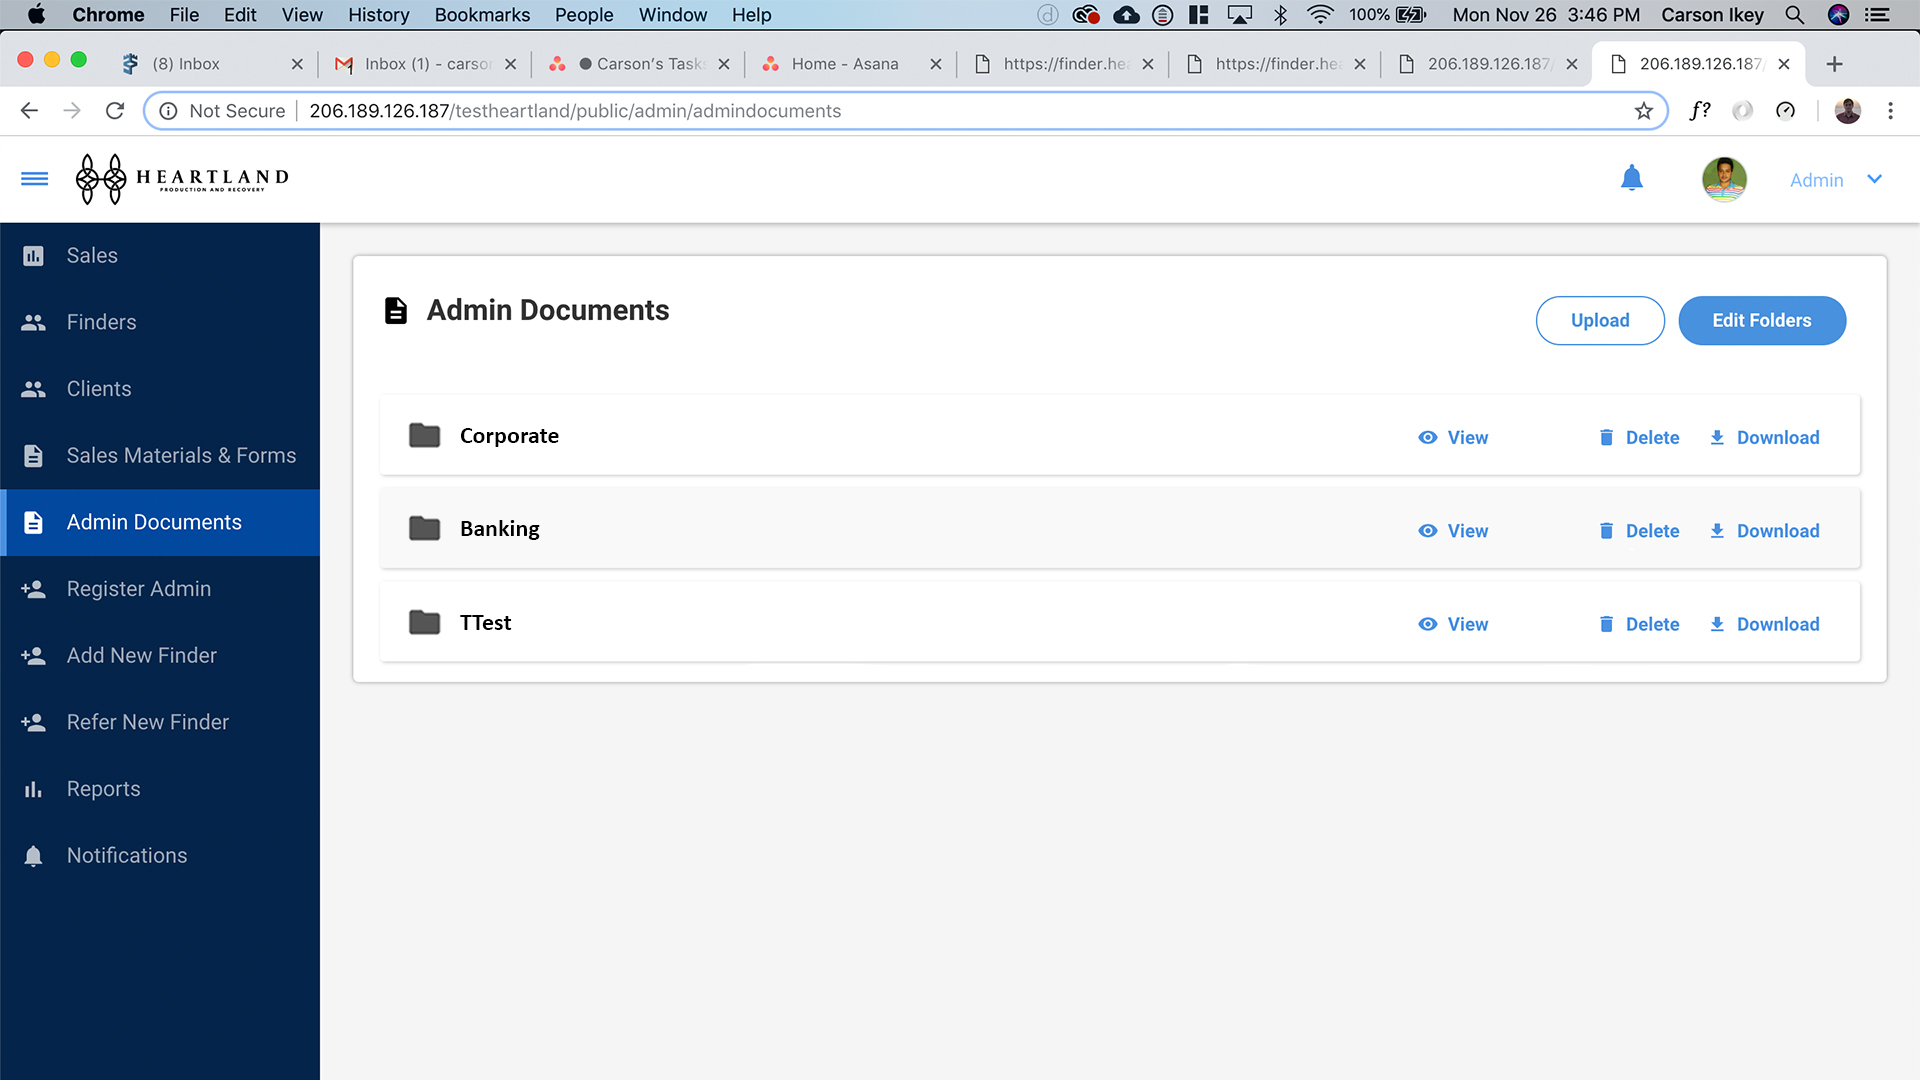 Chrome File Edit View History Bookmarks People Window Help 100% Mon Nov 26 3:46 PM Carson Ikey
(8) Inbox Inbox (1) - carson Carson's Tasks Home - Asana https://finder.hea https://finder.hea 206.189.126.187/ 206.189.126.187/
Not Secure 206.189.126.187/testheartland/public/admin/admindocuments f?
HEARTLAND
PRODUCTION AND RECOVERY
Admin
Sales
Finders
Clients
Sales Materials & Forms
Admin Documents
Register Admin
Add New Finder
Refer New Finder
Reports
Notifications
Admin Documents
Upload Edit Folders
Corporate View Delete Download
Banking View Delete Download
TTest View Delete Download